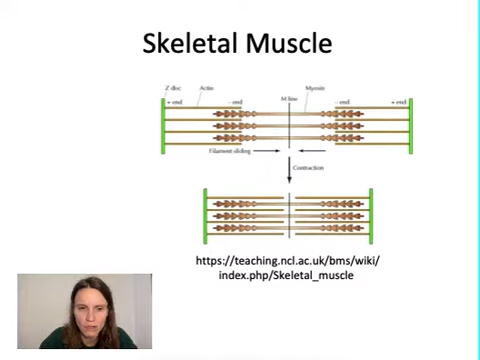 Skeletal Muscle
Z disc Actin Myosin
+ end – end M line – end + end
Filament sliding
Contraction
https://teaching.ncl.ac.uk/bms/wiki/
index.php/Skeletal_muscle